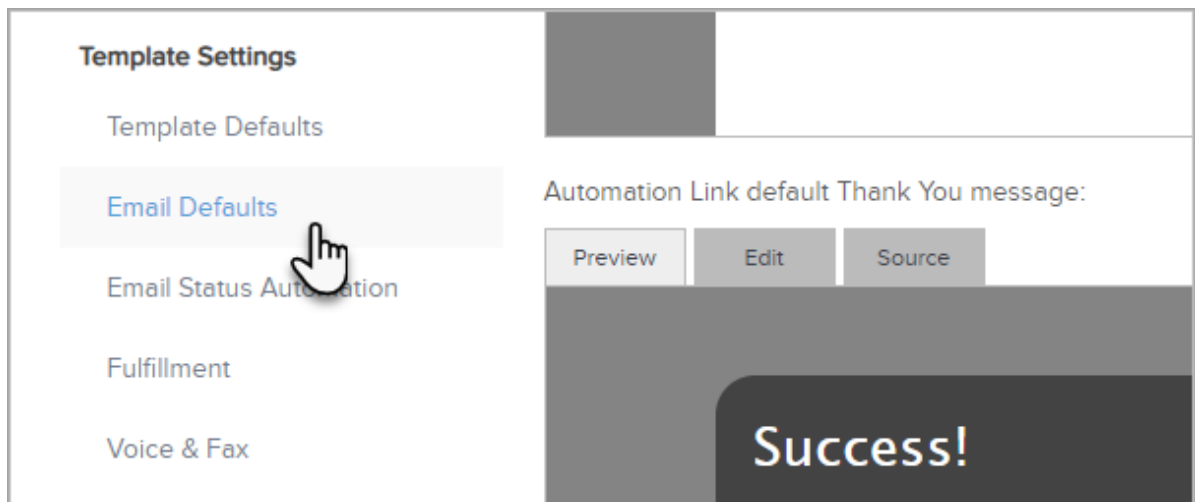 Template Settings
Template Defaults
Email Defaults
Email Status Automation
Fulfillment
Voice & Fax
Automation Link default Thank You message:
Preview
Edit
Source
Success!